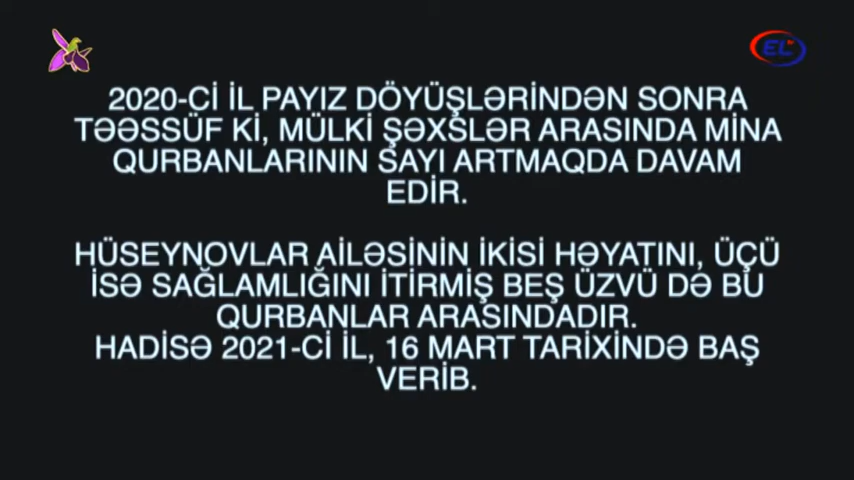 EL
2020-Cİ İL PAYIZ DÖYÜŞLƏRİNDƏN SONRA
TƏƏSSÜF Kİ, MÜLKİ ŞƏXSLƏR ARASINDA MİNA
QURBANLARININ SAYI ARTMAQDA DAVAM
EDİR.
HÜSEYNOVLAR AİLƏSİNİN İKİSİ HƏYATINI, ÜÇÜ
İSƏ SAĞLAMLIĞINI İTİRMİŞ BEŞ ÜZVÜ DƏ BU
QURBANLAR ARASINDADIR.
HADİSƏ 2021-Cİ İL, 16 MART TARİXİNDƏ BAŞ
VERİB.